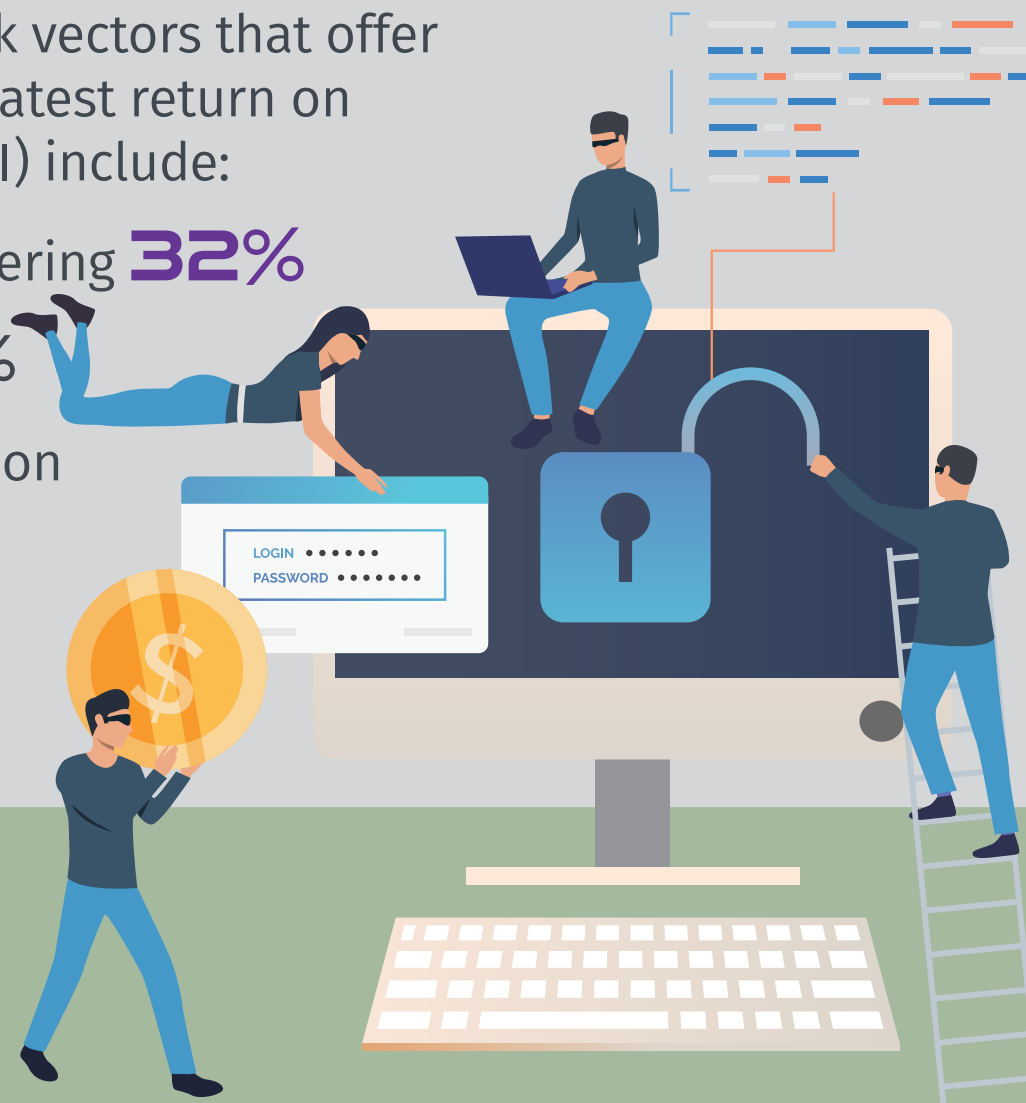 k vectors that offer
atest return on
I) include:
ering 32%
%
on
LOGIN ••••••
PASSWORD •••••••
$